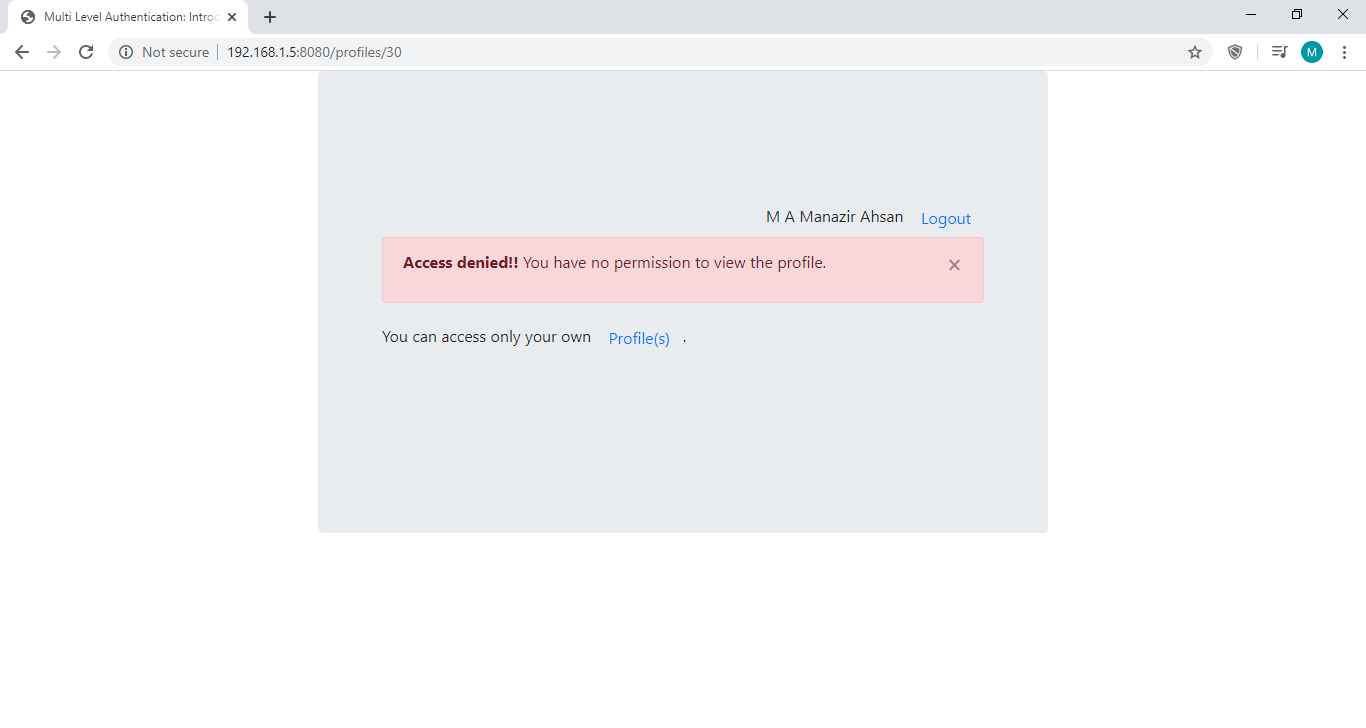 Multi Level Authentication: Introd
Not secure 192.168.1.5:8080/profiles/30
M
M A Manazir Ahsan Logout
Access denied!! You have no permission to view the profile.
You can access only your own Profile(s) .